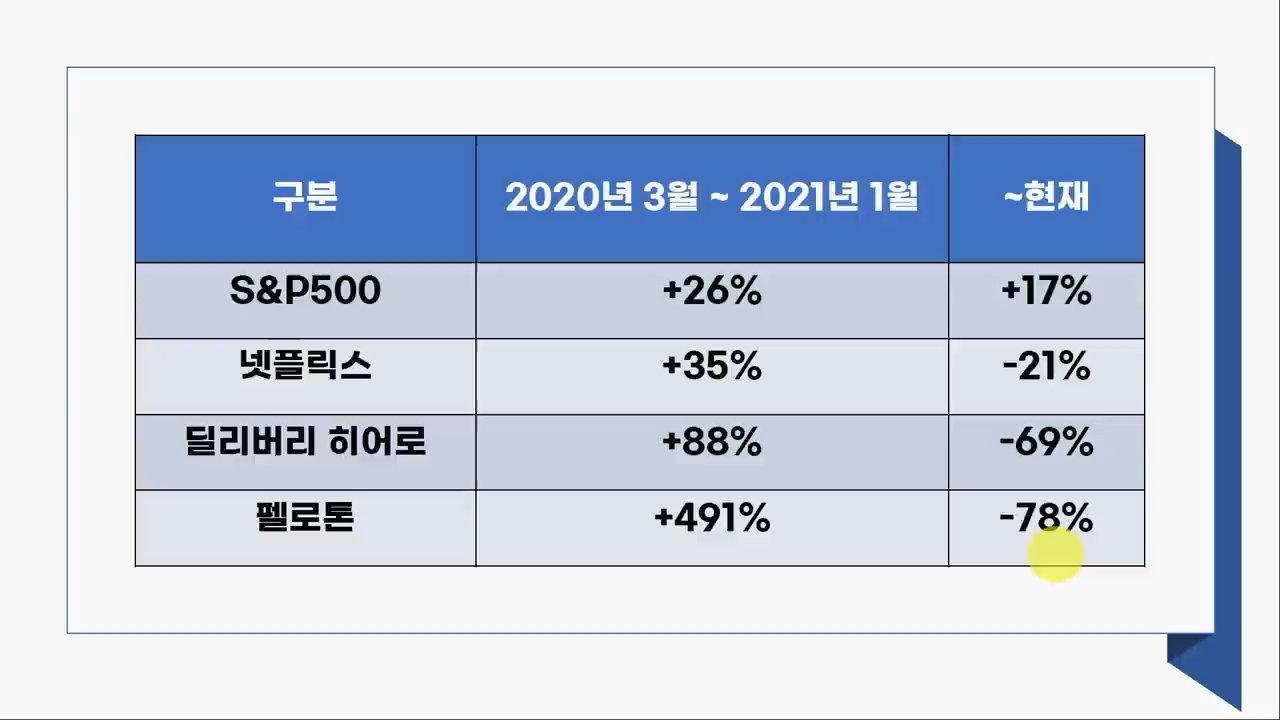 구분 2020년 3월 ~ 2021년 1월 ~현재
S&P500 +26% +17%
넷플릭스 +35% -21%
딜리버리 히어로 +88% -69%
펠로톤 +491% -78%